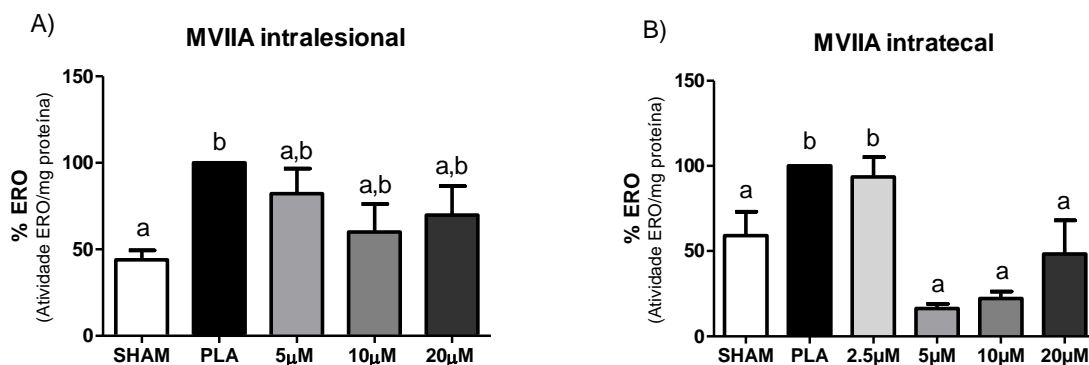 A)
MVIIA intralesional
% ERO
(Atividade ERO/mg proteína)
150
100
50
0
a
b
a,b
a,b
a,b
SHAM
PLA
5µM
10µM
20µM
B)
MVIIA intratecal
% ERO
(Atividade ERO/mg proteína)
150
100
50
0
a
b
b
a
a
a
SHAM
PLA
2.5µM
5µM
10µM
20µM